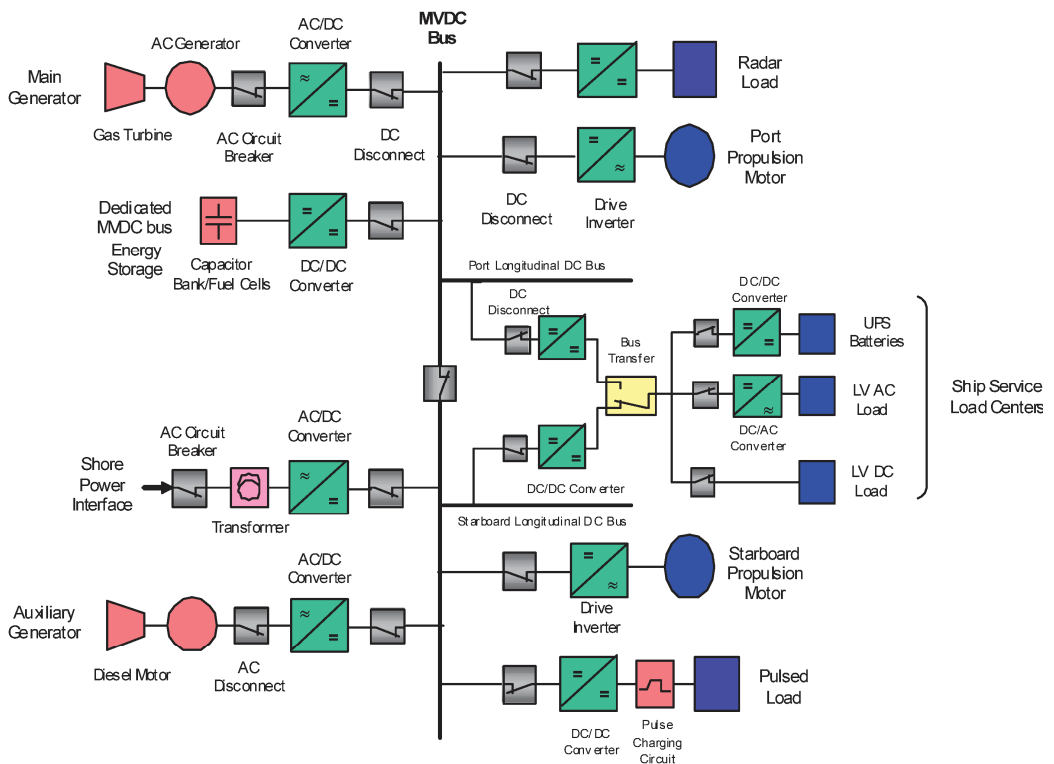 MVDC
Bus
AC/DC
Converter
AC Generator
Main
Generator
Gas Turbine
AC Circuit
Breaker
DC
Disconnect
Radar
Load
Port
Propulsion
Motor
DC
Disconnect
Drive
Inverter
Dedicated
MVDC bus
Energy
Storage
Capacitor
Bank/Fuel Cells
DC/DC
Converter
Port Longitudinal DC Bus
DC
Disconnect
Bus
Transfer
DC/DC
Converter
UPS
Batteries
LV AC
Load
DC/AC
Converter
LV DC
Load
Ship Service
Load Centers
DC/DC Converter
Starboard Longitudinal DC Bus
AC Circuit
Breaker
AC/DC
Converter
Shore
Power
Interface
Transformer
AC/DC
Converter
Auxiliary
Generator
Diesel Motor
AC
Disconnect
Drive
Inverter
Starboard
Propulsion
Motor
Pulsed
Load
DC/DC
Converter
Pulse
Charging
Circuit